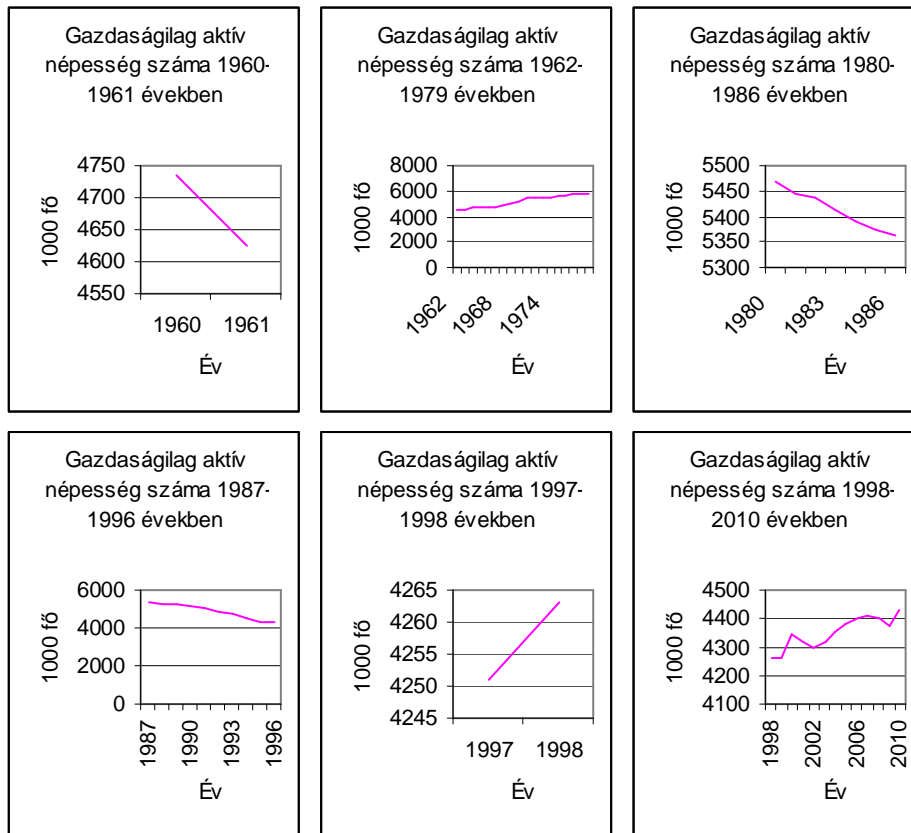 Gazdaságilag aktív
népesség száma 1960-
1961 években
4750
4700
4650
4600
4550
1000 fő
1960 1961
Év
Gazdaságilag aktív
népesség száma 1962-
1979 években
8000
6000
4000
2000
0
1000 fő
1962 1968 1974
Év
Gazdaságilag aktív
népesség száma 1980-
1986 években
5500
5450
5400
5350
5300
1000 fő
1980 1983 1986
Év
Gazdaságilag aktív
népesség száma 1987-
1996 években
6000
4000
2000
0
1000 fő
1987 1990 1993 1996
Év
Gazdaságilag aktív
népesség száma 1997-
1998 években
4265
4260
4255
4250
4245
1000 fő
1997 1998
Év
Gazdaságilag aktív
népesség száma 1998-
2010 években
4500
4400
4300
4200
4100
1000 fő
1998 2002 2006 2010
Év